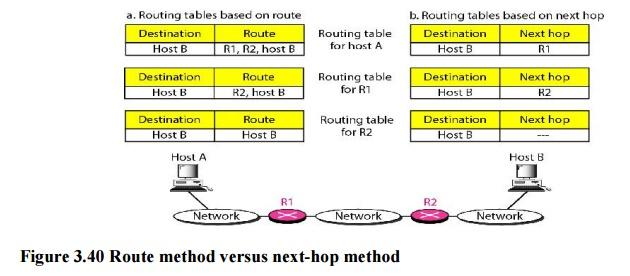 a. Routing tables based on route
b. Routing tables based on next hop
Destination Route
Host B R1, R2, host B
Routing table
for host A
Destination Next hop
Host B R1
Destination Route
Host B R2, host B
Routing table
for R1
Destination Next hop
Host B R2
Destination Route
Host B Host B
Routing table
for R2
Destination Next hop
Host B ---
Host A
Host B
R1
R2
Network
Network
Network
Figure 3.40 Route method versus next-hop method